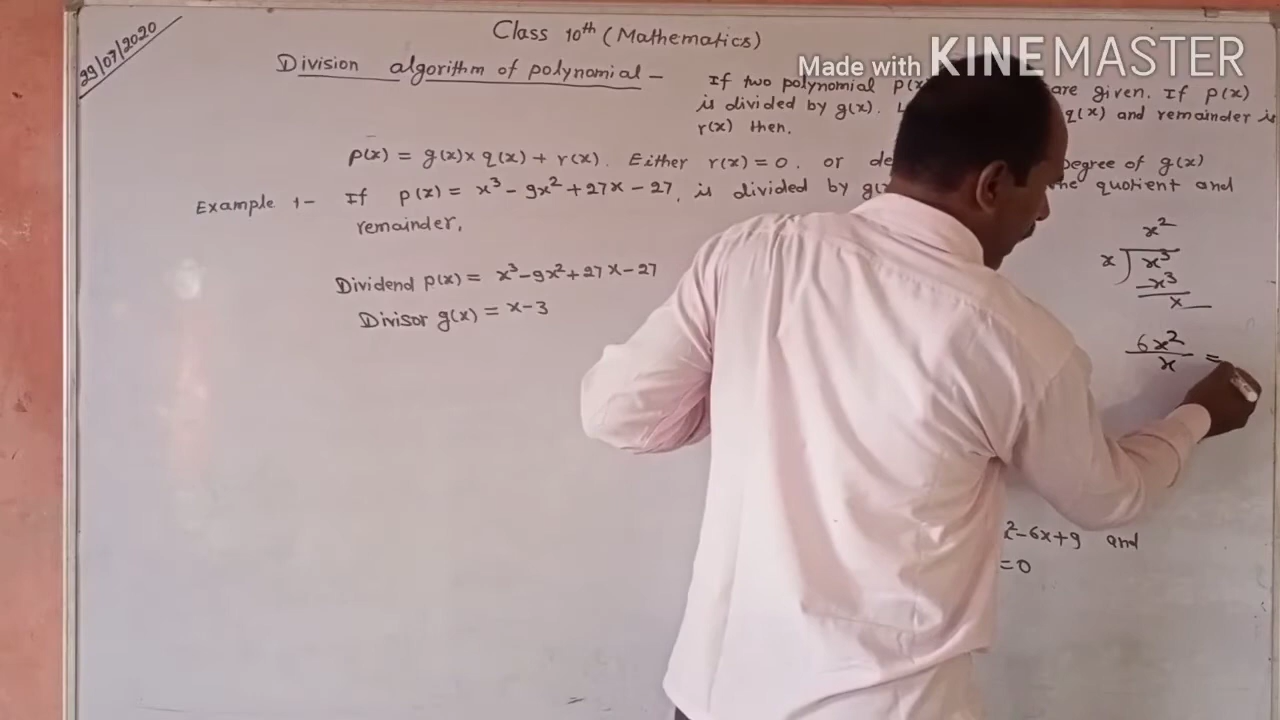 29/07/2020
Class 10th (Mathematics)
Made with KINEMASTER
Division algorithm of polynomial –
If two polynomial p(x are given. If p(x)
is divided by g(x). q(x) and remainder is
r(x) then.
p(x) = g(x) x q(x) + r(x). Either r(x) = 0. or de Degree of g(x)
Example 1- If p(x) = x³ - 9x² + 27x - 27, is divided by g( quotient and
remainder.
Dividend p(x) = x³ - 9x² + 27x - 27
Divisor g(x) = x - 3
x²
x ) x³
- x³
x
6x² / x =
x² - 6x + 9 and
= 0